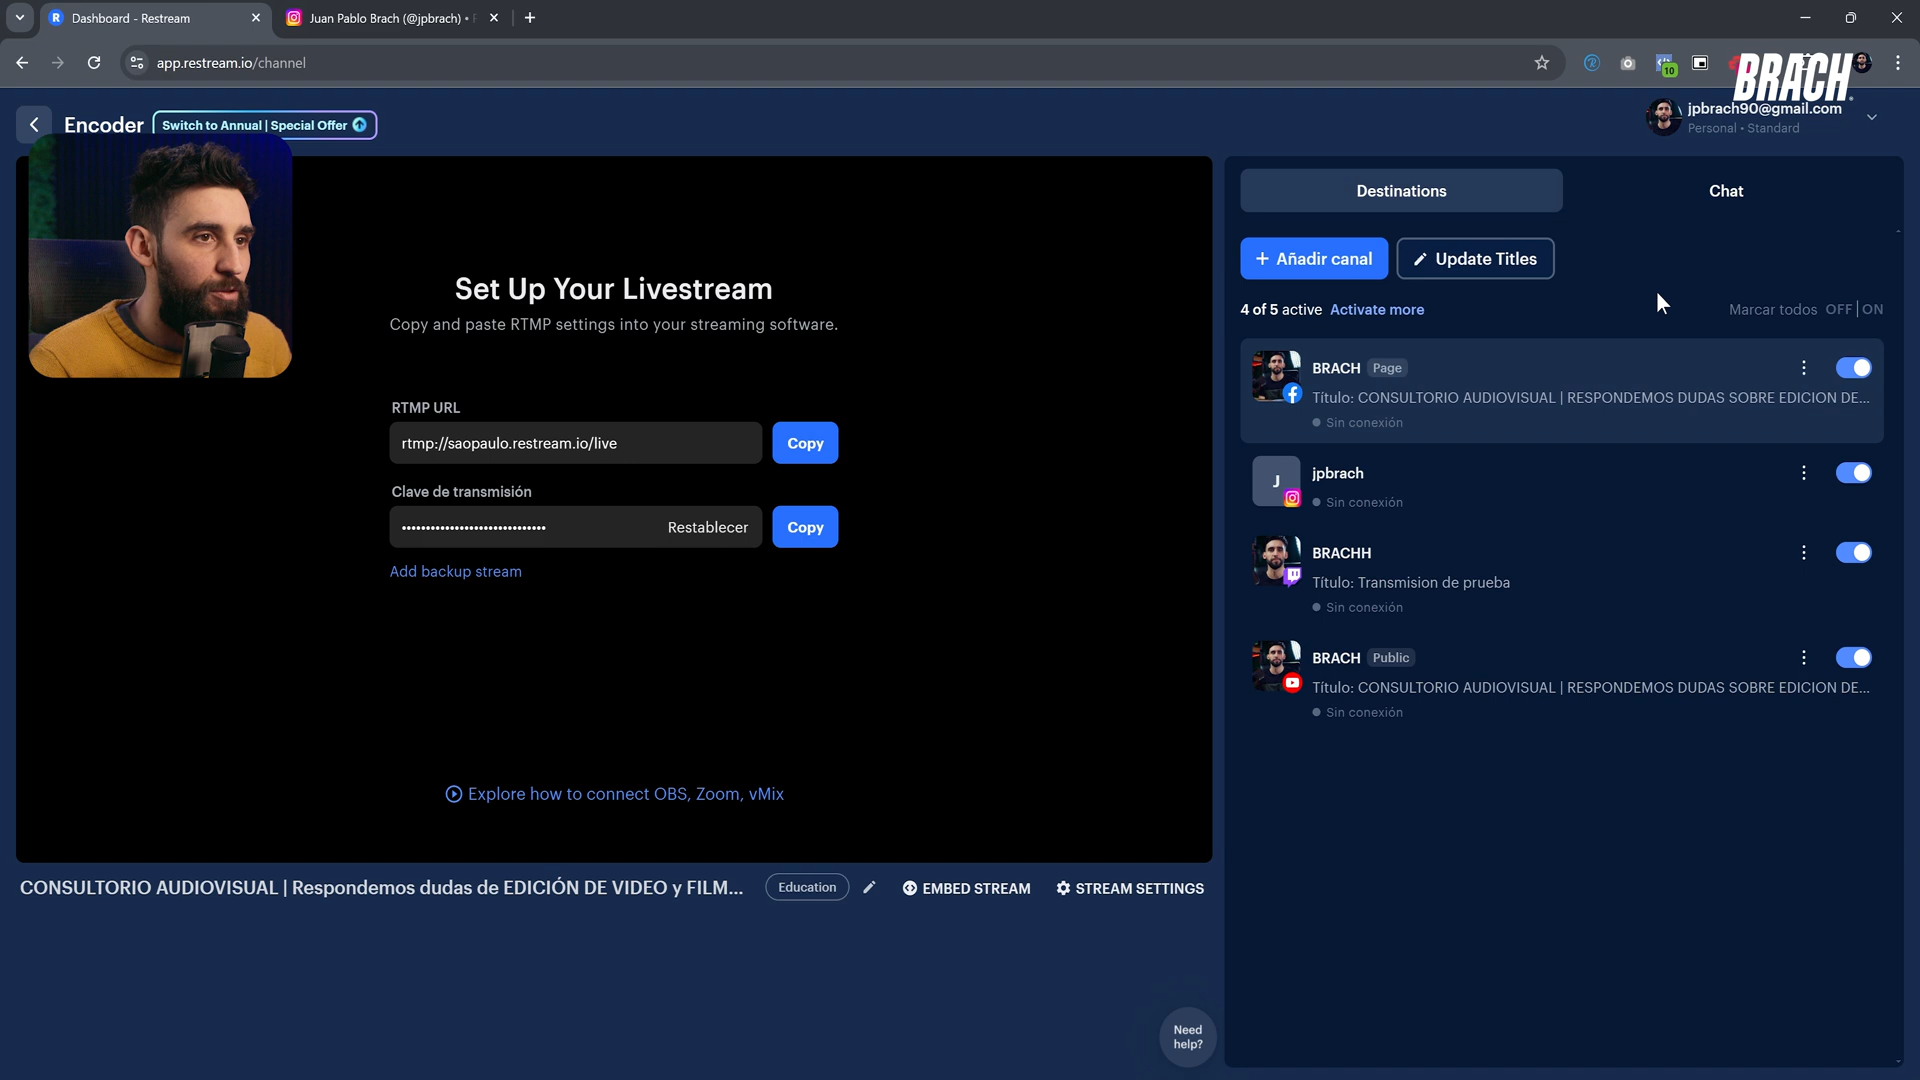 Dashboard - Restream
Juan Pablo Brach (@jpbrach) •
app.restream.io/channel
10
BRACH
Encoder
Switch to Annual | Special Offer
jpbrach90@gmail.com
Personal • Standard
Set Up Your Livestream
Copy and paste RTMP settings into your streaming software.
RTMP URL
rtmp://saopaulo.restream.io/live
Copy
Clave de transmisión
••••••••••••••••••••••••••••••
Restablecer
Copy
Add backup stream
Explore how to connect OBS, Zoom, vMix
CONSULTORIO AUDIOVISUAL | Respondemos dudas de EDICIÓN DE VIDEO y FILM...
Education
EMBED STREAM
STREAM SETTINGS
Need
help?
Destinations
Chat
+ Añadir canal
Update Titles
4 of 5 active Activate more
Marcar todos OFF | ON
BRACH Page
Título: CONSULTORIO AUDIOVISUAL | RESPONDEMOS DUDAS SOBRE EDICION DE...
Sin conexión
J
jpbrach
Sin conexión
BRACHH
Título: Transmision de prueba
Sin conexión
BRACH Public
Título: CONSULTORIO AUDIOVISUAL | RESPONDEMOS DUDAS SOBRE EDICION DE...
Sin conexión